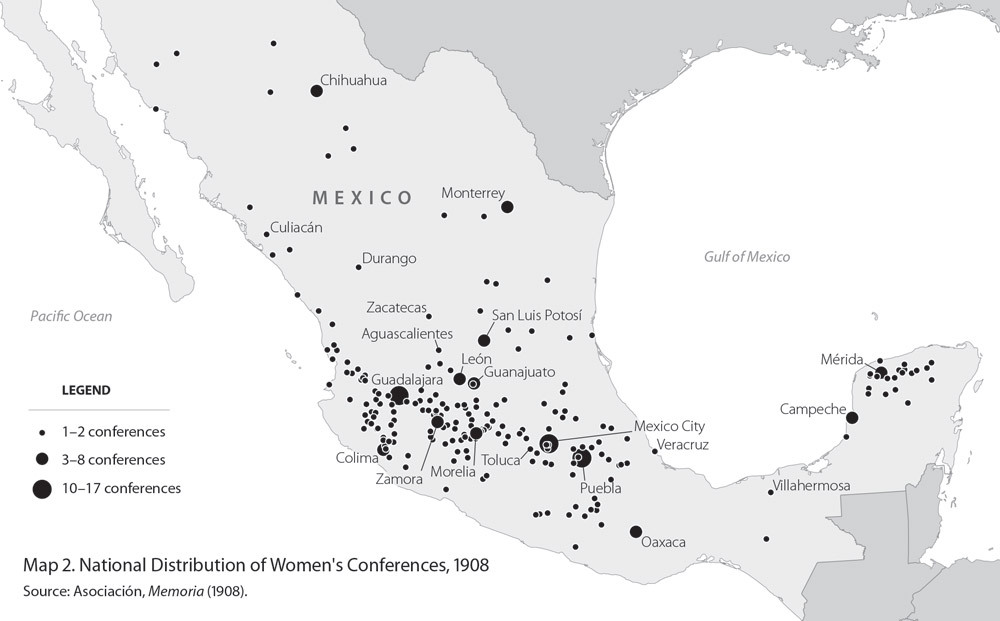 Chihuahua
MEXICO
Monterrey
Culiacán
Durango
Gulf of Mexico
Pacific Ocean
Zacatecas
San Luis Potosí
Aguascalientes
León
Guanajuato
Guadalajara
Mérida
Campeche
Mexico City
Veracruz
Colima
Zamora
Morelia
Toluca
Puebla
Villahermosa
Oaxaca
LEGEND
1–2 conferences
3–8 conferences
10–17 conferences
Map 2. National Distribution of Women's Conferences, 1908
Source: Asociación, Memoria (1908).